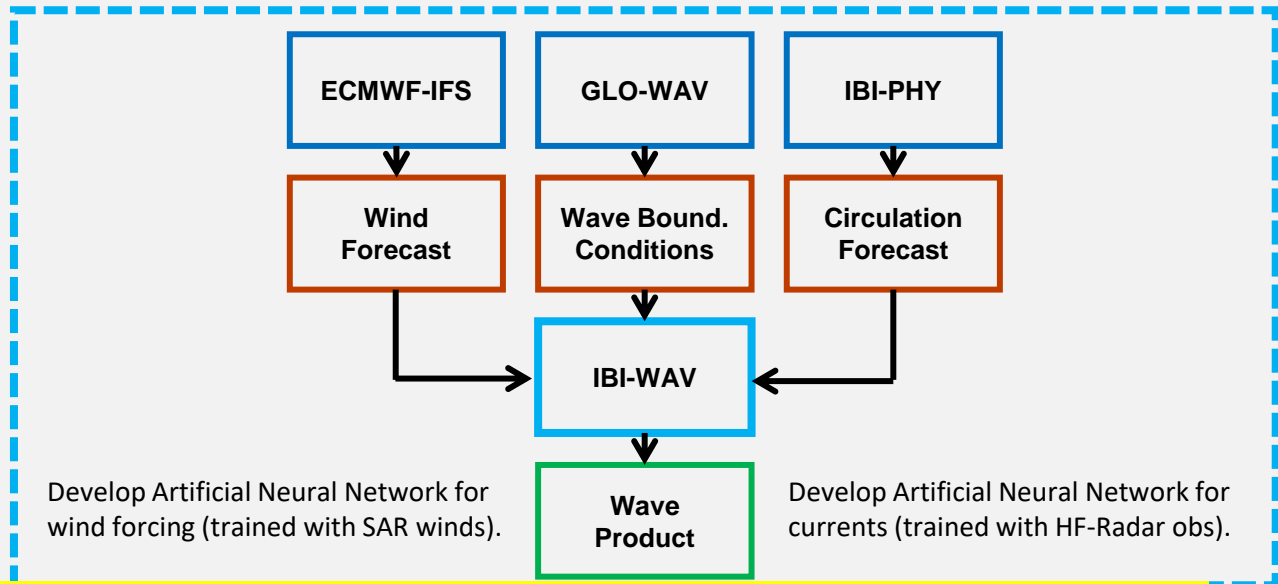 ECMWF-IFS
GLO-WAV
IBI-PHY
Wind
Forecast
Wave Bound.
Conditions
Circulation
Forecast
IBI-WAV
Wave
Product
Develop Artificial Neural Network for
wind forcing (trained with SAR winds).
Develop Artificial Neural Network for
currents (trained with HF-Radar obs).